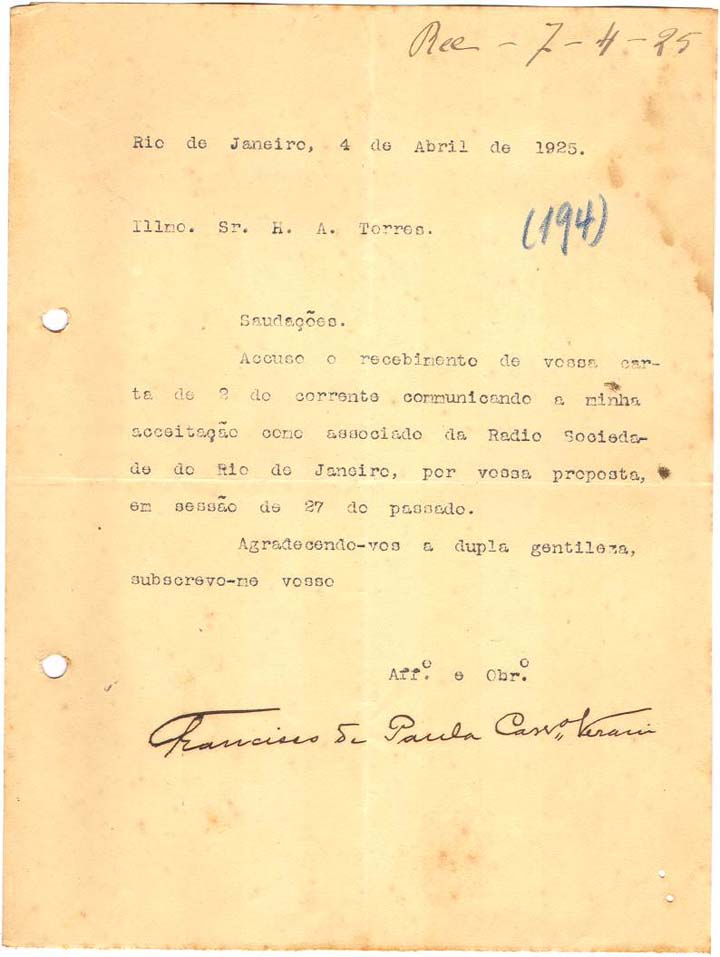 Rec - 7-4-25
Rio de Janeiro, 4 de Abril de 1925.
Illmo. Sr. H. A. Torres.
(194)
Saudações.
Accuso o recebimento de vossa car-
ta de 2 do corrente communicando a minha
acceitação como associado da Radio Socieda-
de do Rio de Janeiro, por vossa proposta,
em sessão de 27 do passado.
Agradecendo-vos a dupla gentileza,
subscrevo-me vosso
Affº. e Obrº.
Francisco de Paula Carvº. Verani